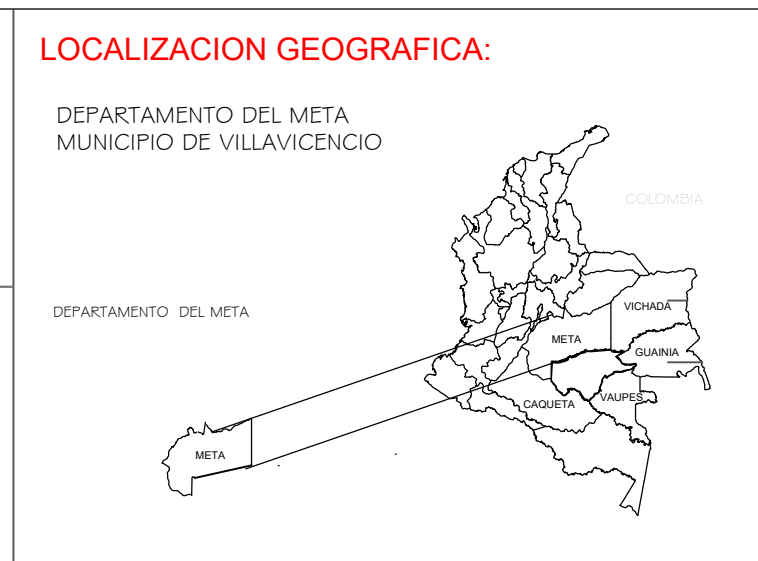 LOCALIZACION GEOGRAFICA:
DEPARTAMENTO DEL META
MUNICIPIO DE VILLAVICENCIO
COLOMBIA
DEPARTAMENTO DEL META
VICHADA
META
GUAINIA
CAQUETA
VAUPES
META